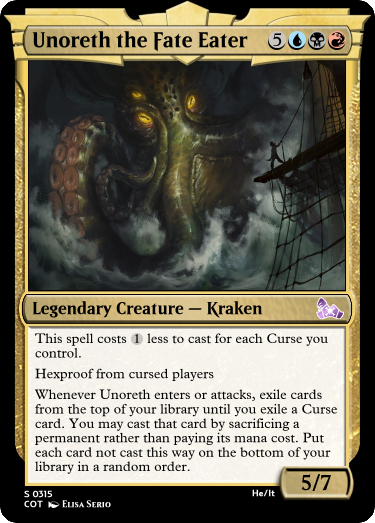 Unoreth the Fate Eater 5
Legendary Creature — Kraken
This spell costs 1 less to cast for each Curse you
control.
Hexproof from cursed players
Whenever Unoreth enters or attacks, exile cards
from the top of your library until you exile a Curse
card. You may cast that card by sacrificing a
permanent rather than paying its mana cost. Put
each card not cast this way on the bottom of your
library in a random order.
5/7
S 0315 He/It
COT Elisa Serio